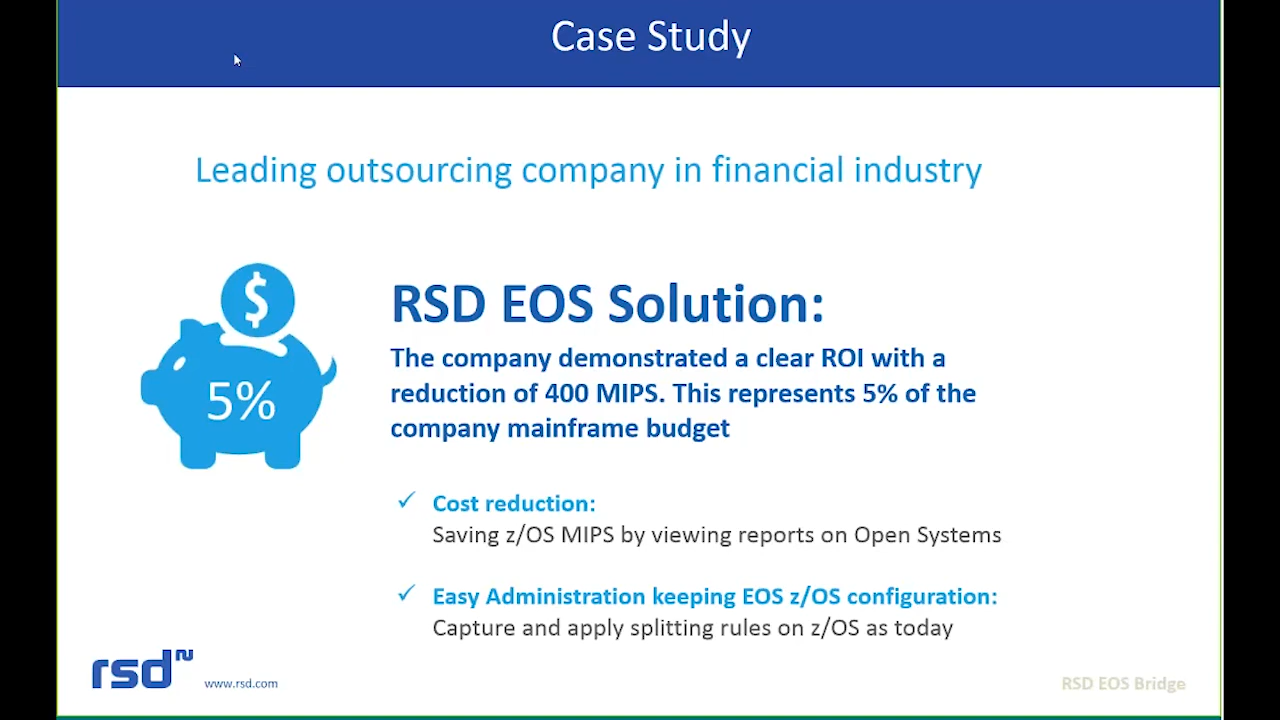 Case Study
Leading outsourcing company in financial industry
$
5%
RSD EOS Solution:
The company demonstrated a clear ROI with a
reduction of 400 MIPS. This represents 5% of the
company mainframe budget
✓ Cost reduction:
Saving z/OS MIPS by viewing reports on Open Systems
✓ Easy Administration keeping EOS z/OS configuration:
Capture and apply splitting rules on z/OS as today
rsdn www.rsd.com
RSD EOS Bridge